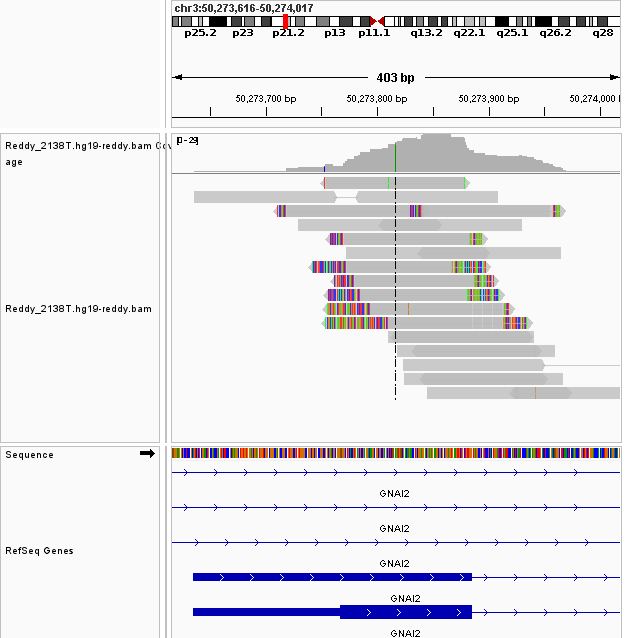 chr3:50,273,616-50,274,017
p25.2 p23 p21.2 p13 p11.1 q13.2 q22.1 q25.1 q26.2 q28
403 bp
50,273,700 bp 50,273,800 bp 50,273,900 bp 50,274,000
Reddy_2138T.hg19-reddy.bam Cov
age
[0-29]
Reddy_2138T.hg19-reddy.bam
Sequence
GNAI2
GNAI2
RefSeq Genes
GNAI2
GNAI2
GNAI2